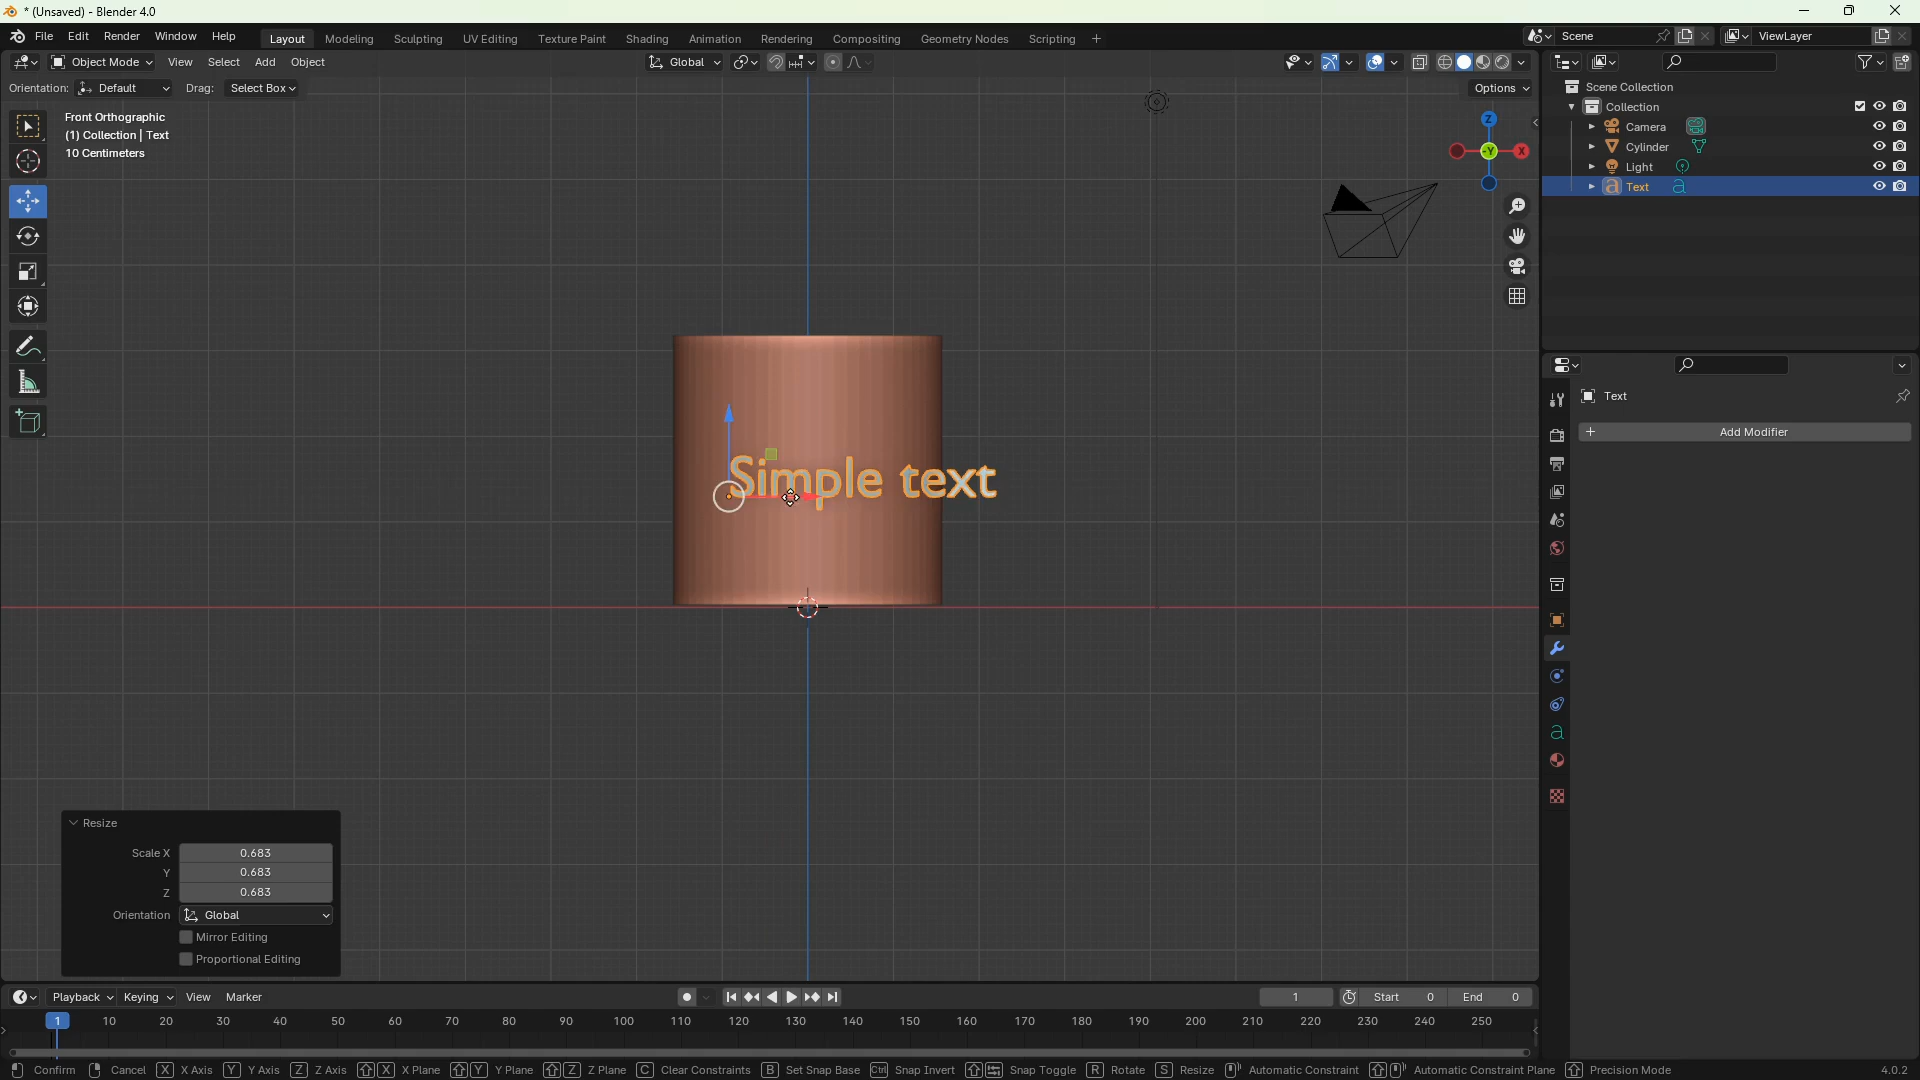 * (Unsaved) - Blender 4.0
File Edit Render Window Help Layout Modeling Sculpting UV Editing Texture Paint Shading Animation Rendering Compositing Geometry Nodes Scripting + Scene ViewLayer
Object Mode View Select Add Object Global
Orientation: Default Drag: Select Box Options
Front Orthographic
(1) Collection | Text
10 Centimeters
Z
-Y
X
Scene Collection
Collection
Camera
Cylinder
Light
Text
Text
+ Add Modifier
Simple text
Resize
Scale X 0.683
Y 0.683
Z 0.683
Orientation Global
Mirror Editing
Proportional Editing
Playback Keying View Marker 1 Start 0 End 0
1 10 20 30 40 50 60 70 80 90 100 110 120 130 140 150 160 170 180 190 200 210 220 230 240 250
Confirm Cancel X X Axis Y Y Axis Z Z Axis X X Plane Y Y Plane Z Z Plane C Clear Constraints B Set Snap Base Ctrl Snap Invert Snap Toggle R Rotate S Resize Automatic Constraint Automatic Constraint Plane Precision Mode 4.0.2